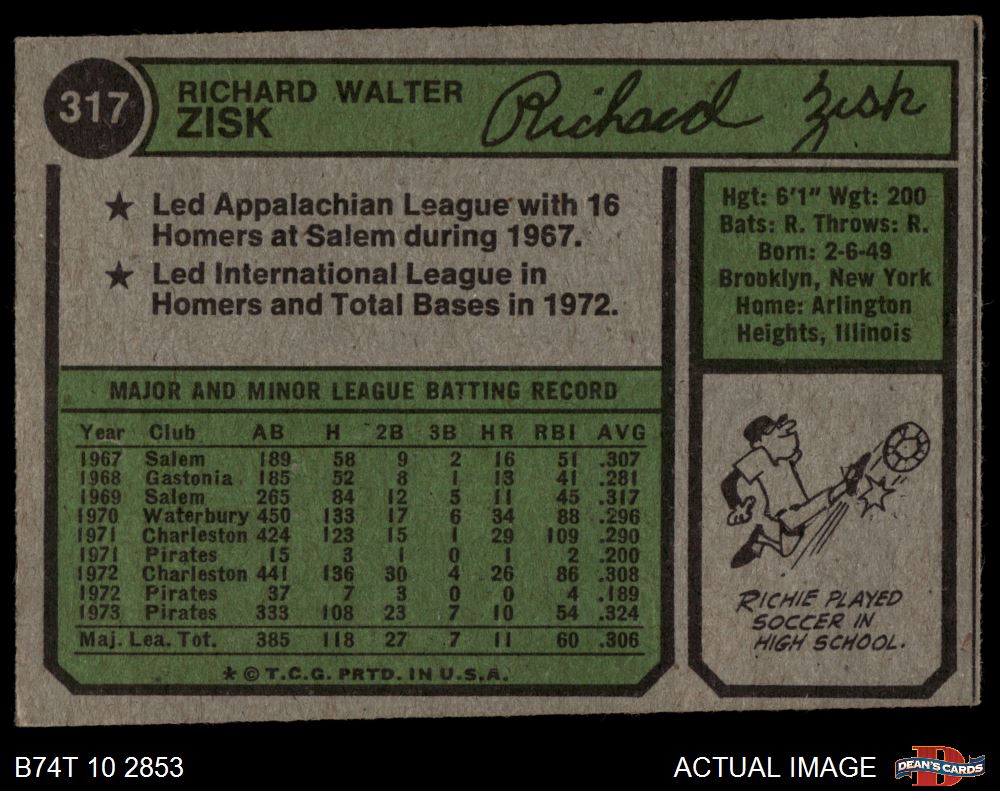 317
RICHARD WALTER
ZISK
Richard Zisk
★ Led Appalachian League with 16
Homers at Salem during 1967.
★ Led International League in
Homers and Total Bases in 1972.
Hgt: 6'1" Wgt: 200
Bats: R. Throws: R.
Born: 2-6-49
Brooklyn, New York
Home: Arlington
Heights, Illinois
MAJOR AND MINOR LEAGUE BATTING RECORD
Year Club AB H 2B 3B HR RBI AVG
1967 Salem 189 58 9 2 16 51 .307
1968 Gastonia 185 52 8 1 13 41 .281
1969 Salem 265 84 12 5 11 45 .317
1970 Waterbury 450 133 17 6 34 88 .296
1971 Charleston 424 123 15 1 29 109 .290
1971 Pirates 15 3 1 0 1 2 .200
1972 Charleston 441 136 30 4 26 86 .308
1972 Pirates 37 7 3 0 0 4 .189
1973 Pirates 333 108 23 7 10 54 .324
Maj. Lea. Tot. 385 118 27 7 11 60 .306
* © T.C.G. PRTD. IN U.S.A.
RICHIE PLAYED
SOCCER IN
HIGH SCHOOL.
B74T 10 2853
ACTUAL IMAGE
DEAN'S CARDS